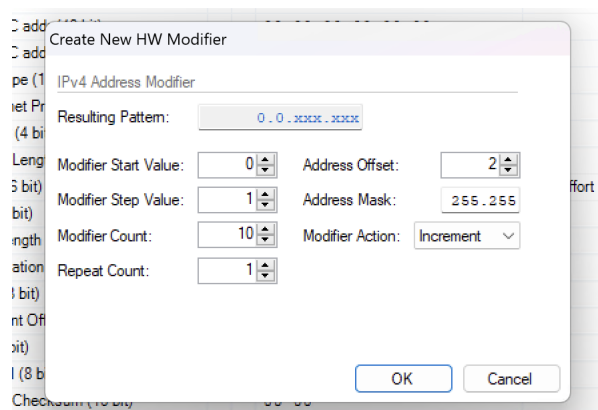 Create New HW Modifier
IPv4 Address Modifier
Resulting Pattern: 0.0.xxx.xxx
Modifier Start Value: 0 Address Offset: 2
Modifier Step Value: 1 Address Mask: 255.255
Modifier Count: 10 Modifier Action: Increment
Repeat Count: 1
OK Cancel